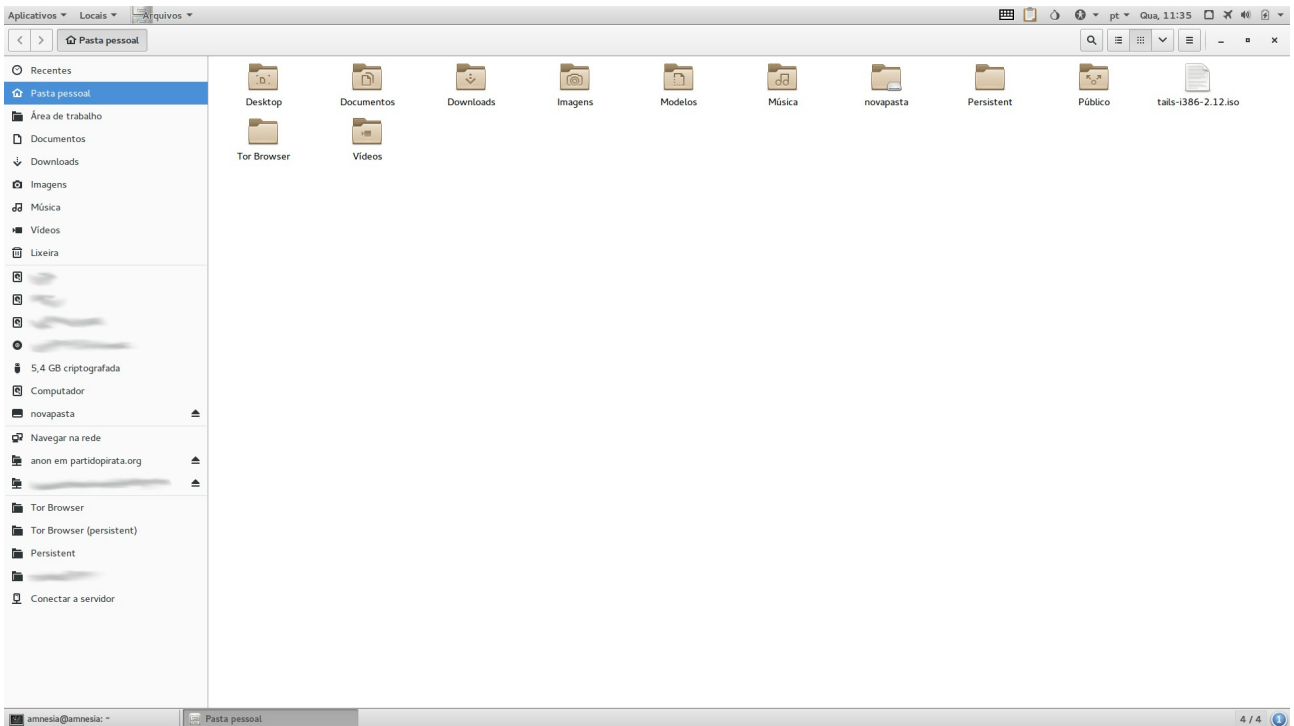 Aplicativos Locais Arquivos pt Qua, 11:35
Pasta pessoal
Recentes
Pasta pessoal
Área de trabalho
Documentos
Downloads
Imagens
Música
Vídeos
Lixeira
5,4 GB criptografada
Computador
novapasta
Navegar na rede
anon em partidopirata.org
Tor Browser
Tor Browser (persistent)
Persistent
Conectar a servidor
Desktop Documentos Downloads Imagens Modelos Música novapasta Persistent Público tails-i386-2.12.iso
Tor Browser Vídeos
amnesia@amnesia: ~ Pasta pessoal 4 / 4 1